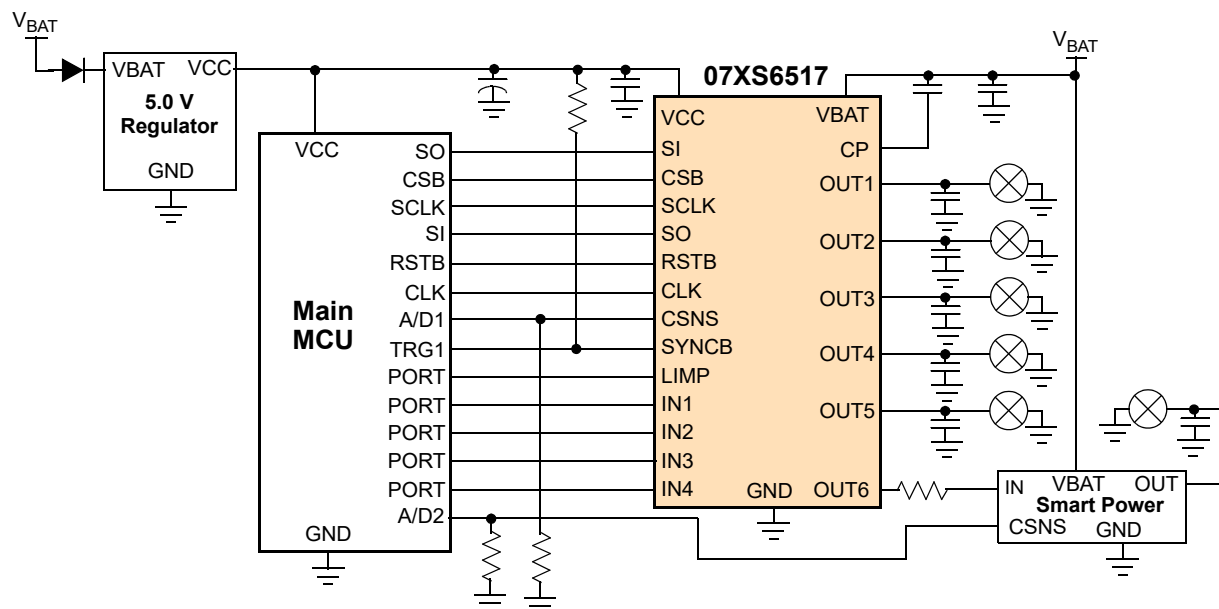 VBAT
VBAT VCC
5.0 V
Regulator
GND
VCC
SO
CSB
SCLK
SI
RSTB
CLK
A/D1
TRG1
PORT
PORT
PORT
PORT
PORT
A/D2
Main
MCU
GND
07XS6517
VCC
SI
CSB
SCLK
SO
RSTB
CLK
CSNS
SYNCB
LIMP
IN1
IN2
IN3
IN4
GND
VBAT
CP
OUT1
OUT2
OUT3
OUT4
OUT5
OUT6
VBAT
IN VBAT OUT
Smart Power
CSNS GND